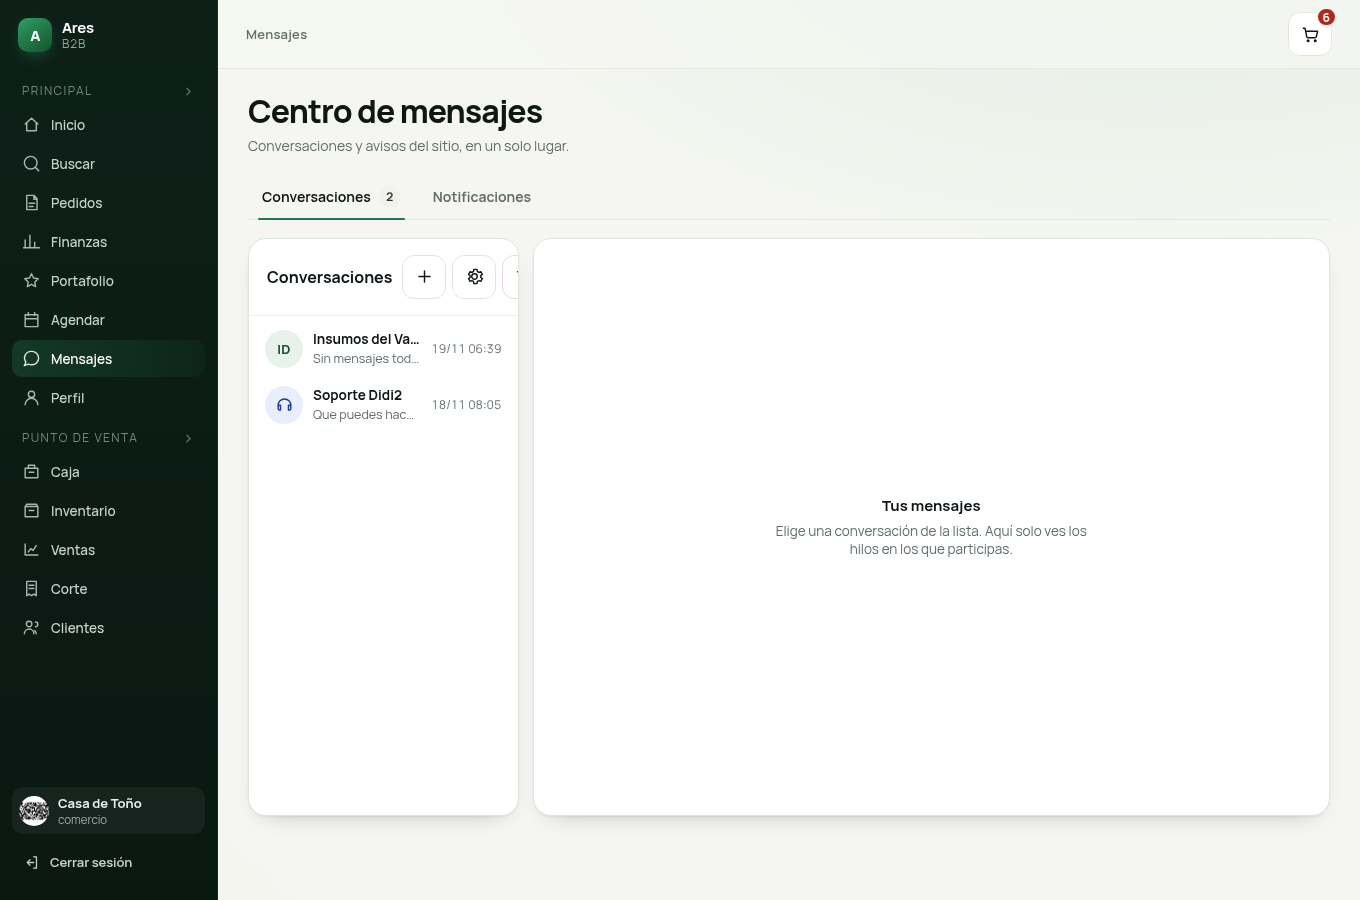 A
Ares
B2B
PRINCIPAL
Inicio
Buscar
Pedidos
Finanzas
Portafolio
Agendar
Mensajes
Perfil
PUNTO DE VENTA
Caja
Inventario
Ventas
Corte
Clientes
Casa de Toño
comercio
Cerrar sesión
Mensajes
6
Centro de mensajes
Conversaciones y avisos del sitio, en un solo lugar.
Conversaciones 2
Notificaciones
Conversaciones
ID
Insumos del Va...
19/11 06:39
Sin mensajes tod...
Soporte Didi2
18/11 08:05
Que puedes hac...
Tus mensajes
Elige una conversación de la lista. Aquí solo ves los
hilos en los que participas.